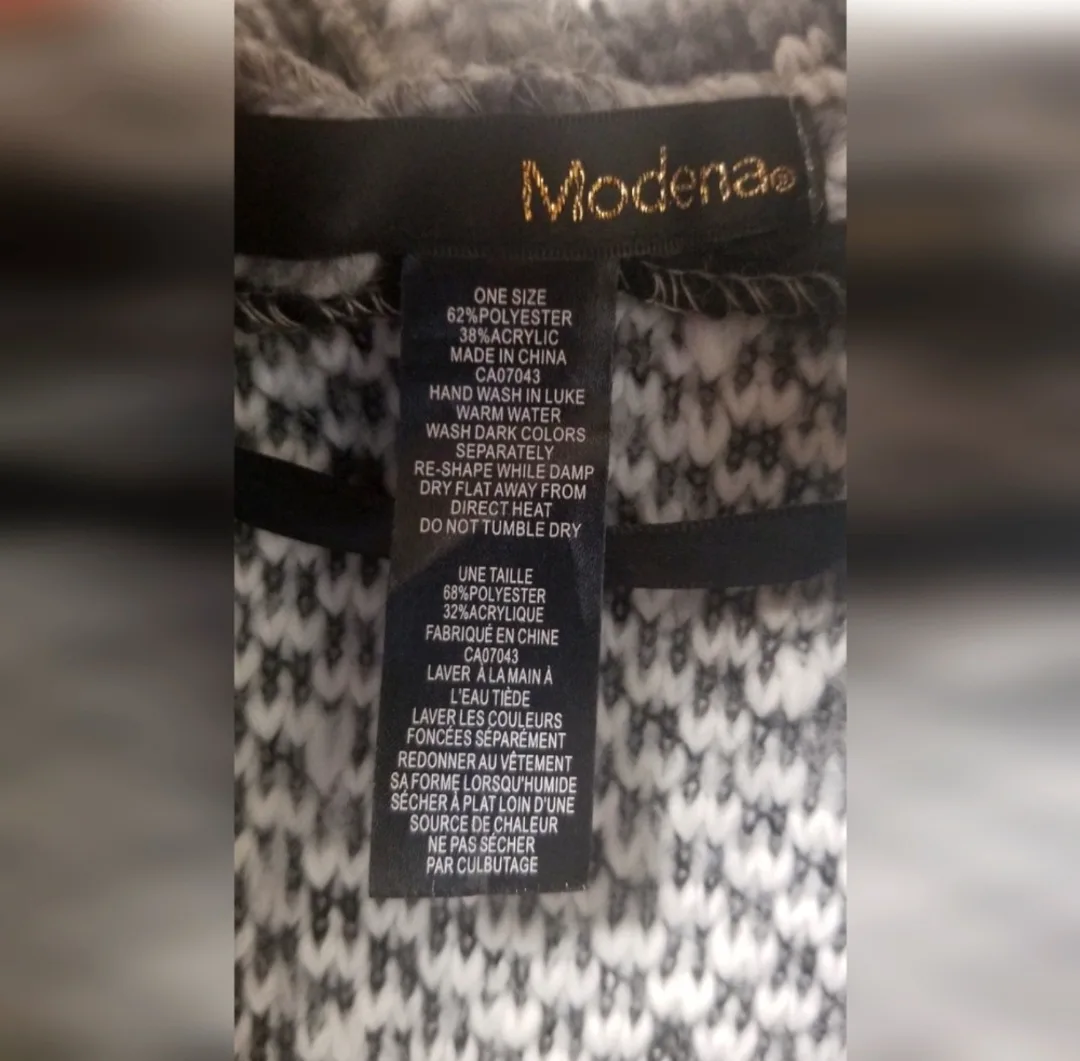 Modena®
ONE SIZE
62%POLYESTER
38%ACRYLIC
MADE IN CHINA
CA07043
HAND WASH IN LUKE
WARM WATER
WASH DARK COLORS
SEPARATELY
RE-SHAPE WHILE DAMP
DRY FLAT AWAY FROM
DIRECT HEAT
DO NOT TUMBLE DRY
UNE TAILLE
68%POLYESTER
32%ACRYLIQUE
FABRIQUÉ EN CHINE
CA07043
LAVER À LA MAIN À
L'EAU TIÈDE
LAVER LES COULEURS
FONCÉES SÉPARÉMENT
REDONNER AU VÊTEMENT
SA FORME LORSQU'HUMIDE
SÉCHER À PLAT LOIN D'UNE
SOURCE DE CHALEUR
NE PAS SÉCHER
PAR CULBUTAGE